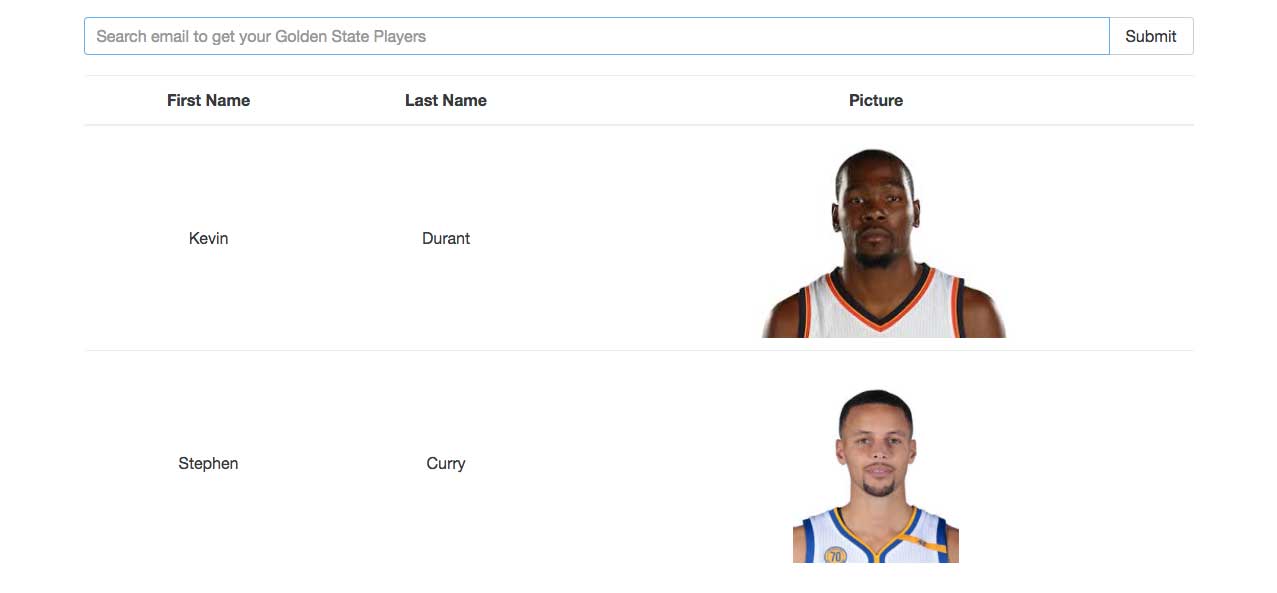 Search email to get your Golden State Players Submit
First Name Last Name Picture
Kevin Durant
Stephen Curry
70